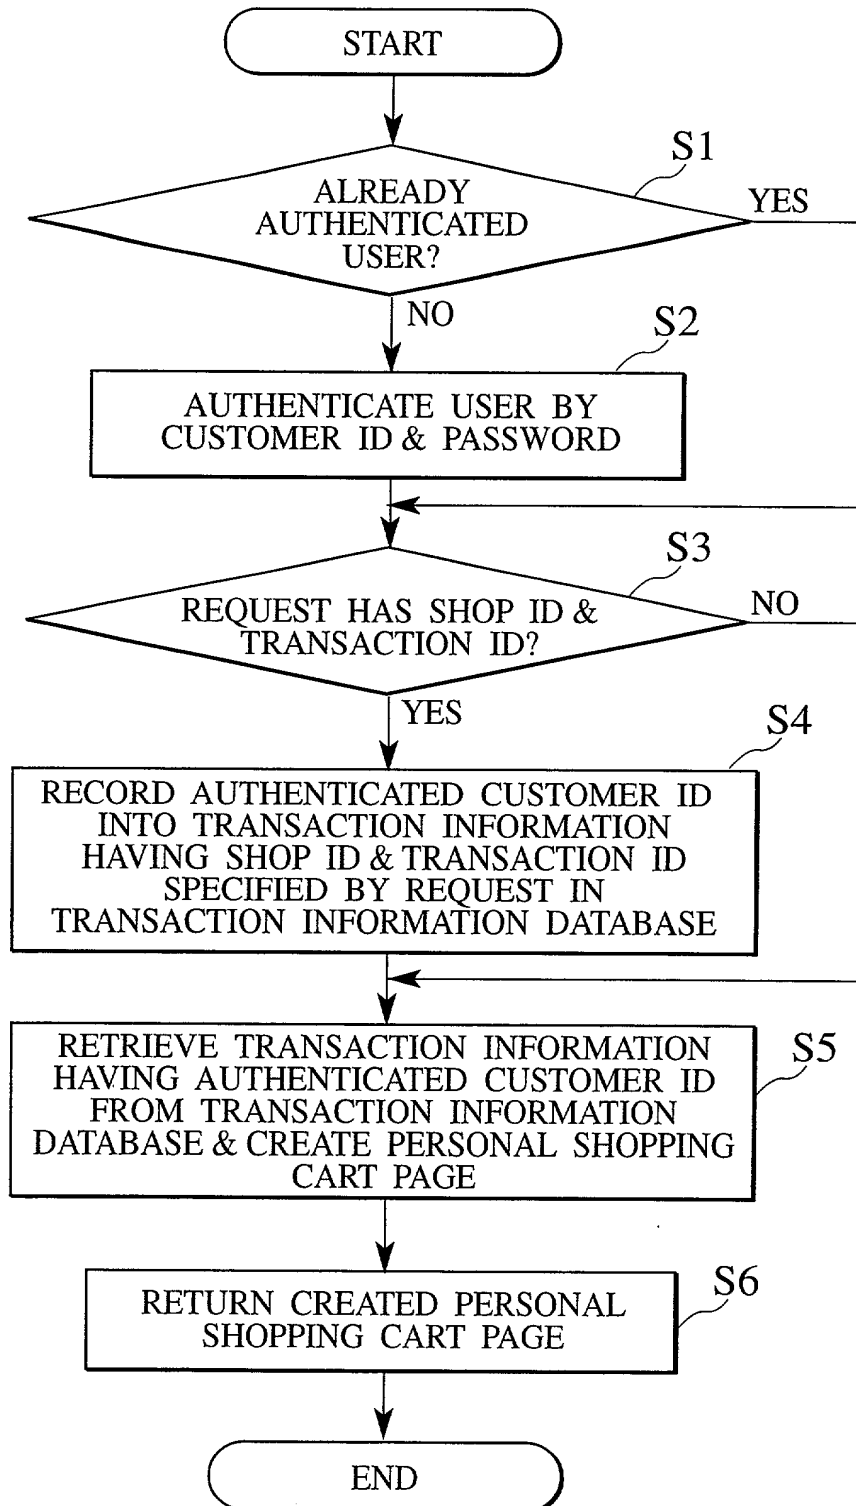 START
S1
ALREADY
AUTHENTICATED
USER?
YES
NO
S2
AUTHENTICATE USER BY
CUSTOMER ID & PASSWORD
S3
REQUEST HAS SHOP ID &
TRANSACTION ID?
NO
YES
S4
RECORD AUTHENTICATED CUSTOMER ID
INTO TRANSACTION INFORMATION
HAVING SHOP ID & TRANSACTION ID
SPECIFIED BY REQUEST IN
TRANSACTION INFORMATION DATABASE
S5
RETRIEVE TRANSACTION INFORMATION
HAVING AUTHENTICATED CUSTOMER ID
FROM TRANSACTION INFORMATION
DATABASE & CREATE PERSONAL SHOPPING
CART PAGE
S6
RETURN CREATED PERSONAL
SHOPPING CART PAGE
END